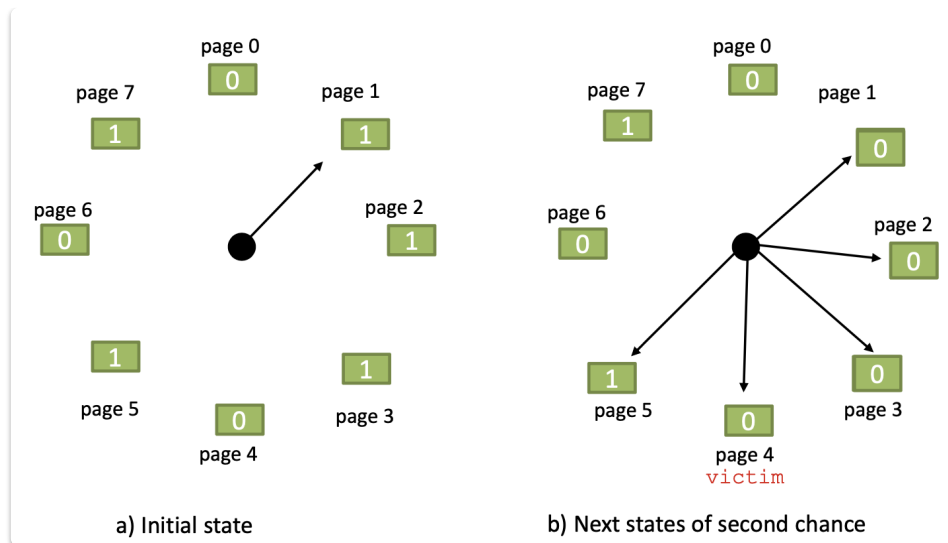 page 0
0
page 7
1
page 1
1
page 6
0
page 2
1
1
page 5
1
page 3
0
page 4
a) Initial state
page 0
0
page 7
1
page 1
0
page 6
0
page 2
0
1
page 5
0
page 3
0
page 4
victim
b) Next states of second chance